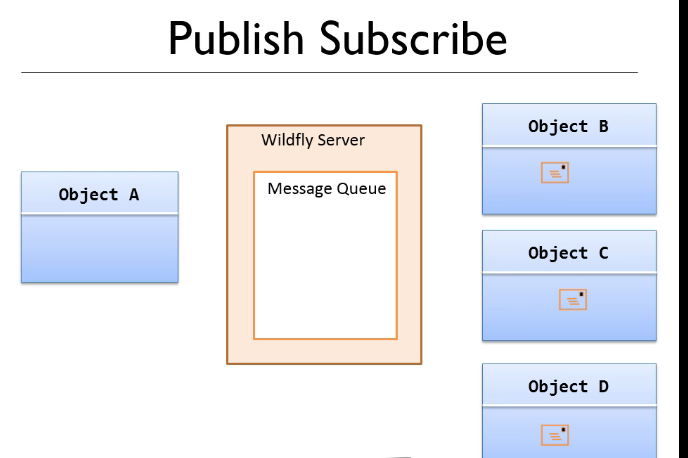 Publish Subscribe
Wildfly Server
Message Queue
Object A
Object B
Object C
Object D